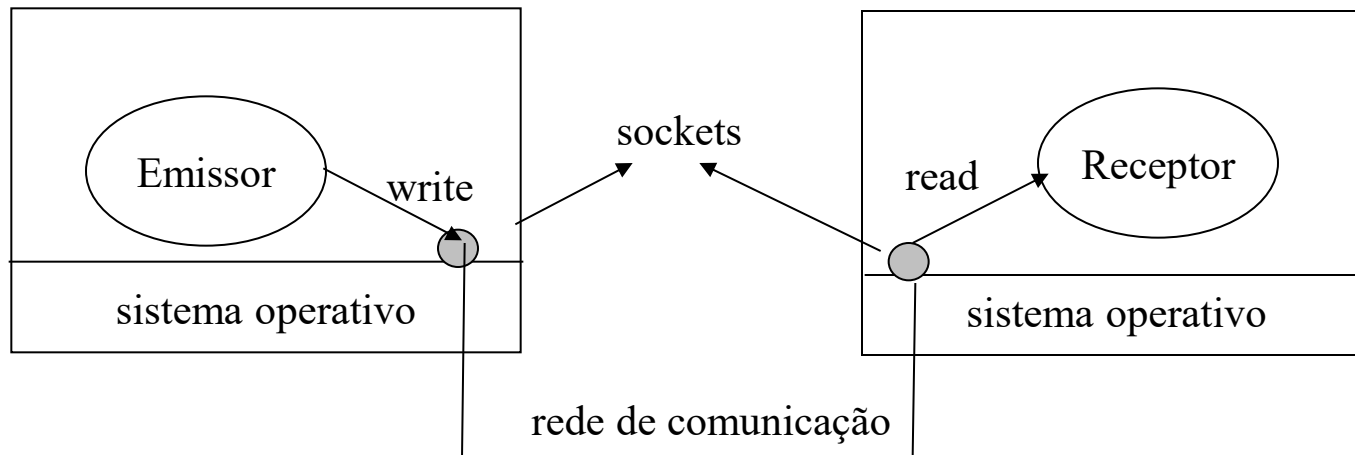 sockets
Emissor
write
read
Receptor
sistema operativo
sistema operativo
rede de comunicação